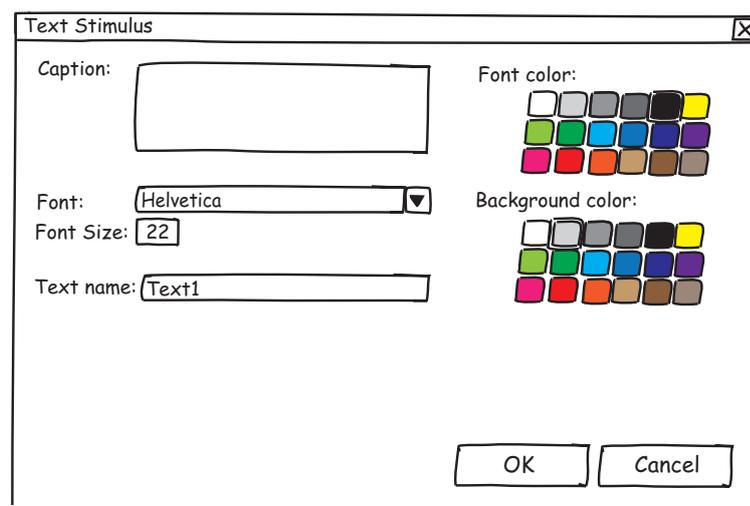 Text Stimulus
Caption:
Font color:
Font:
Helvetica
Background color:
Font Size:
22
Text name:
Text1
OK
Cancel